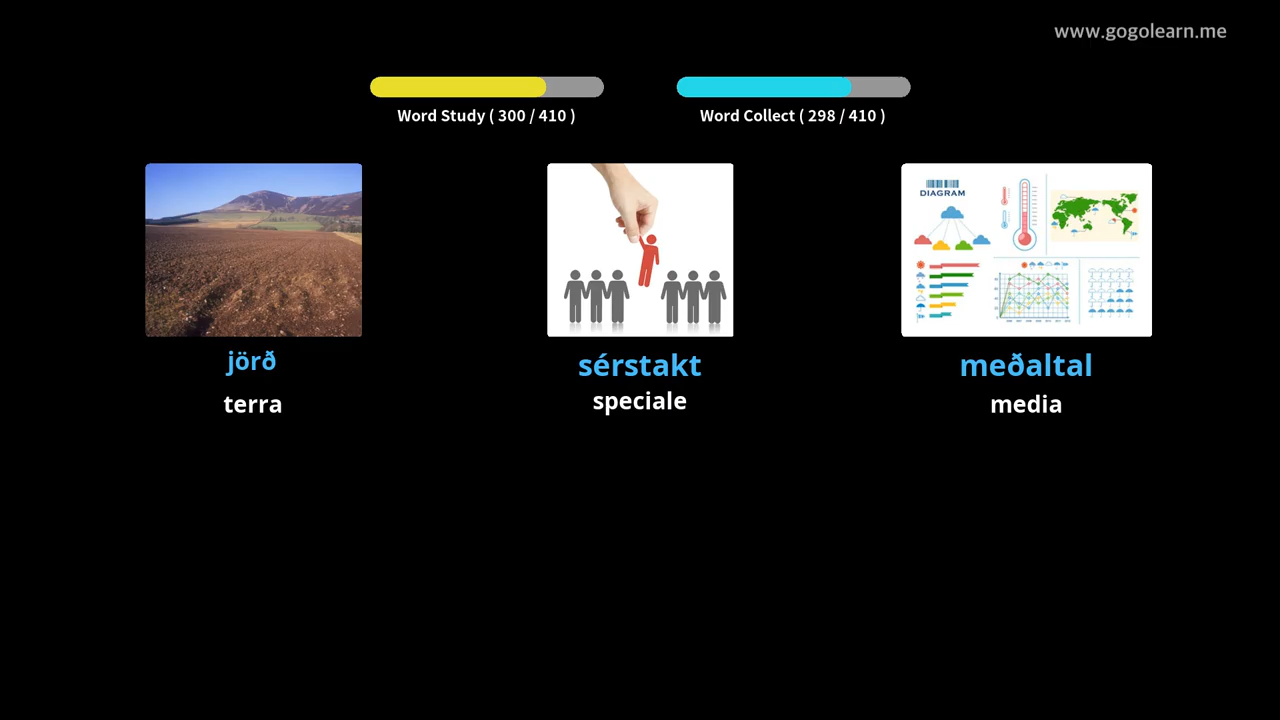 www.gogolearn.me
Word Study ( 300 / 410 )
Word Collect ( 298 / 410 )
DIAGRAM
jörð
sérstakt
meðaltal
terra
speciale
media